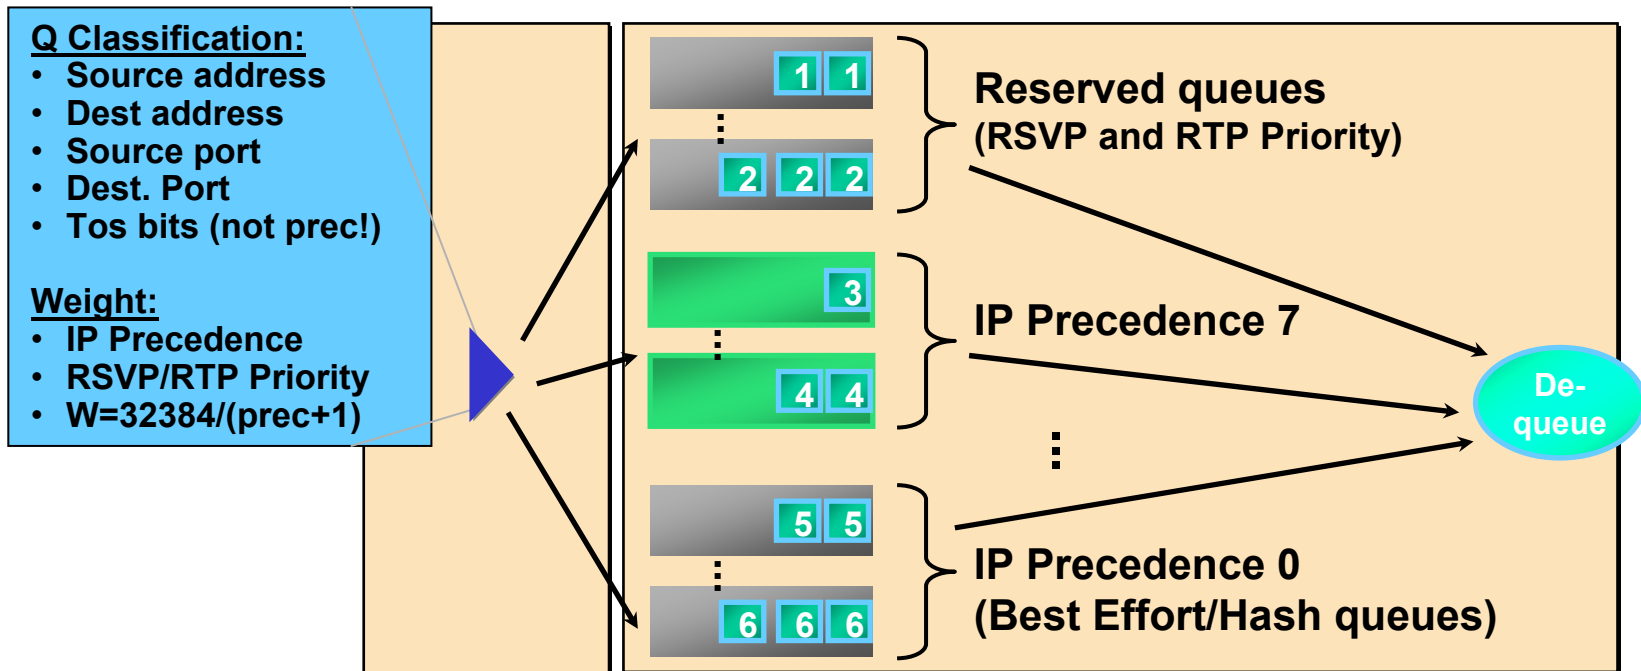 Q Classification:
• Source address
• Dest address
• Source port
• Dest. Port
• Tos bits (not prec!)
Weight:
• IP Precedence
• RSVP/RTP Priority
• W=32384/(prec+1)
1 1
2 2 2
Reserved queues
(RSVP and RTP Priority)
3
4 4
IP Precedence 7
5 5
6 6 6
IP Precedence 0
(Best Effort/Hash queues)
De-
queue